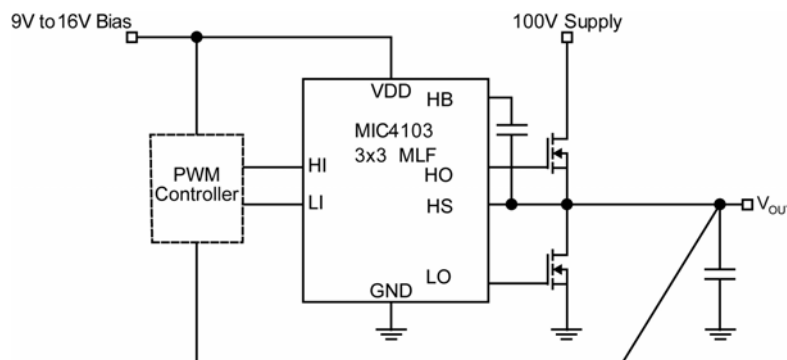 9V to 16V Bias
100V Supply
VDD
HB
MIC4103
3x3 MLF
HO
PWM
Controller
HI
LI
HS
LO
GND
VOUT